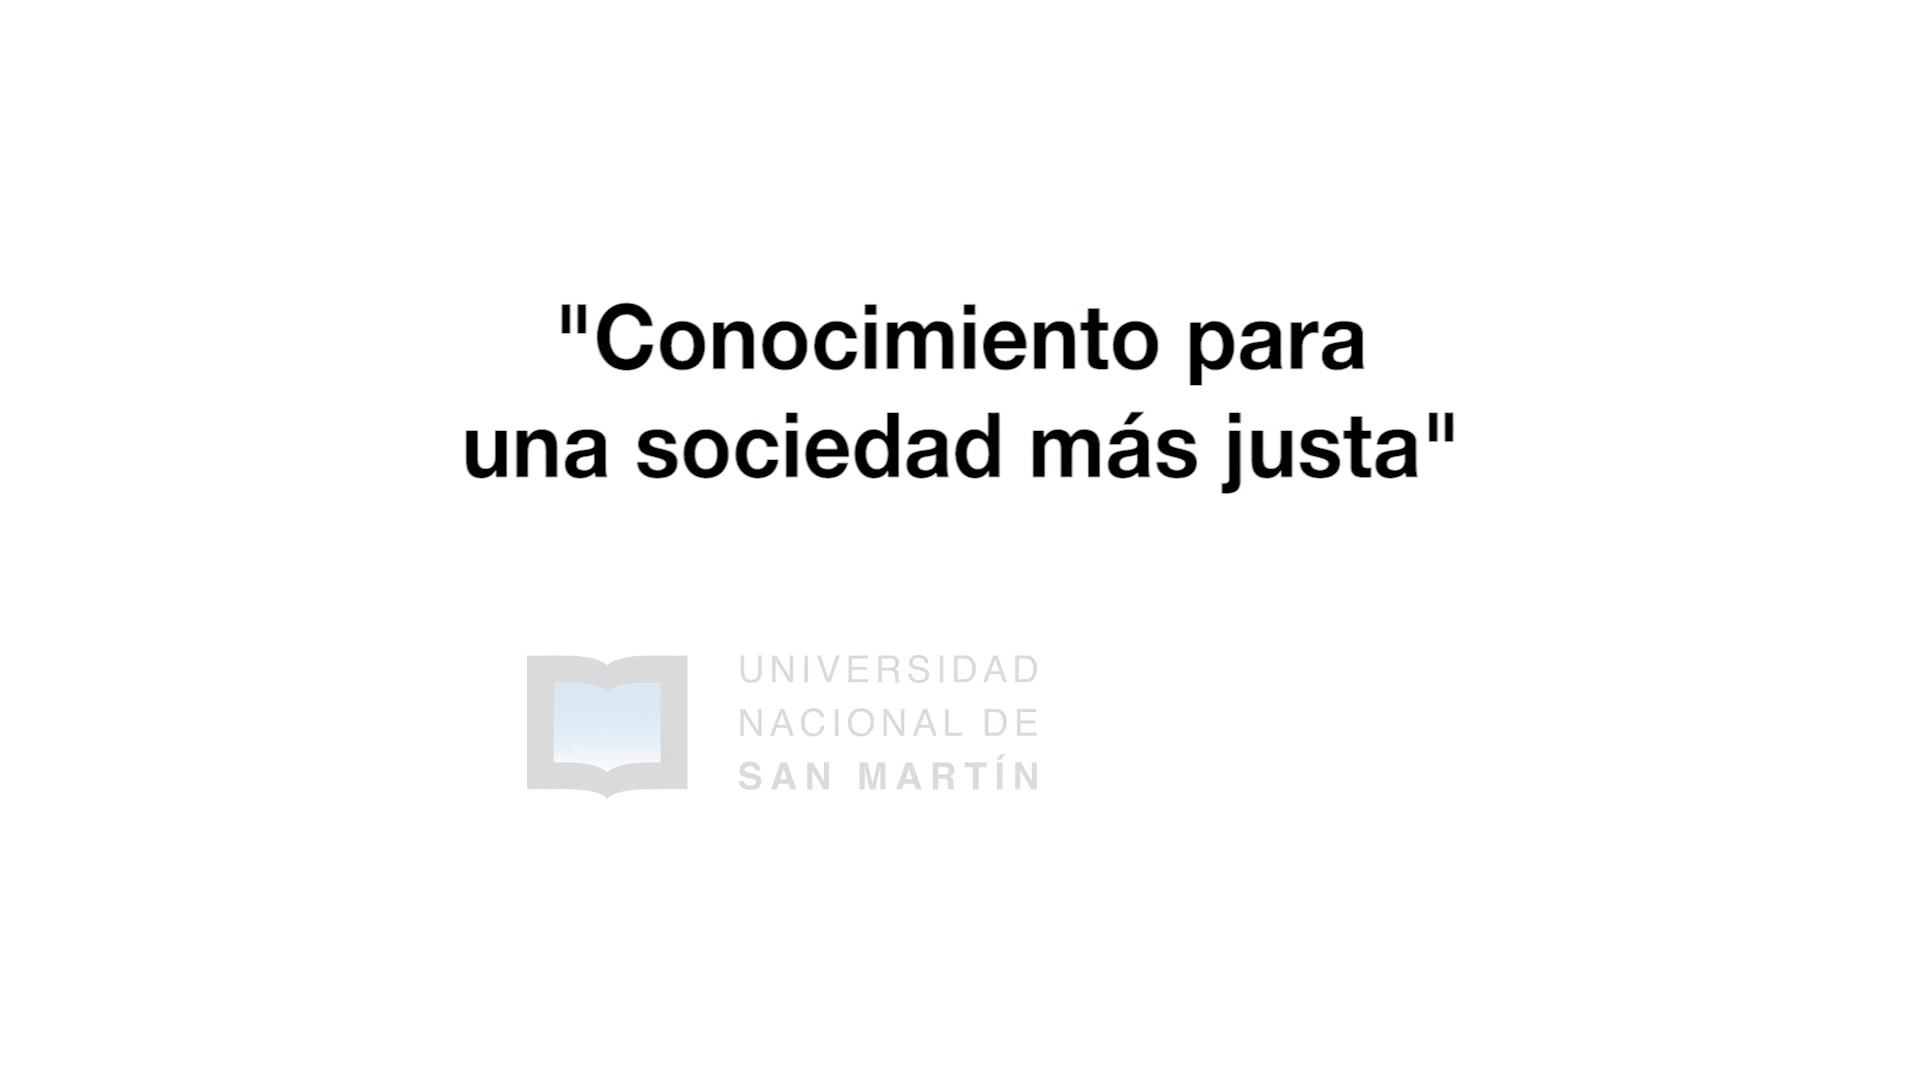 "Conocimiento para
una sociedad más justa"
UNIVERSIDAD
NACIONAL DE
SAN MARTÍN